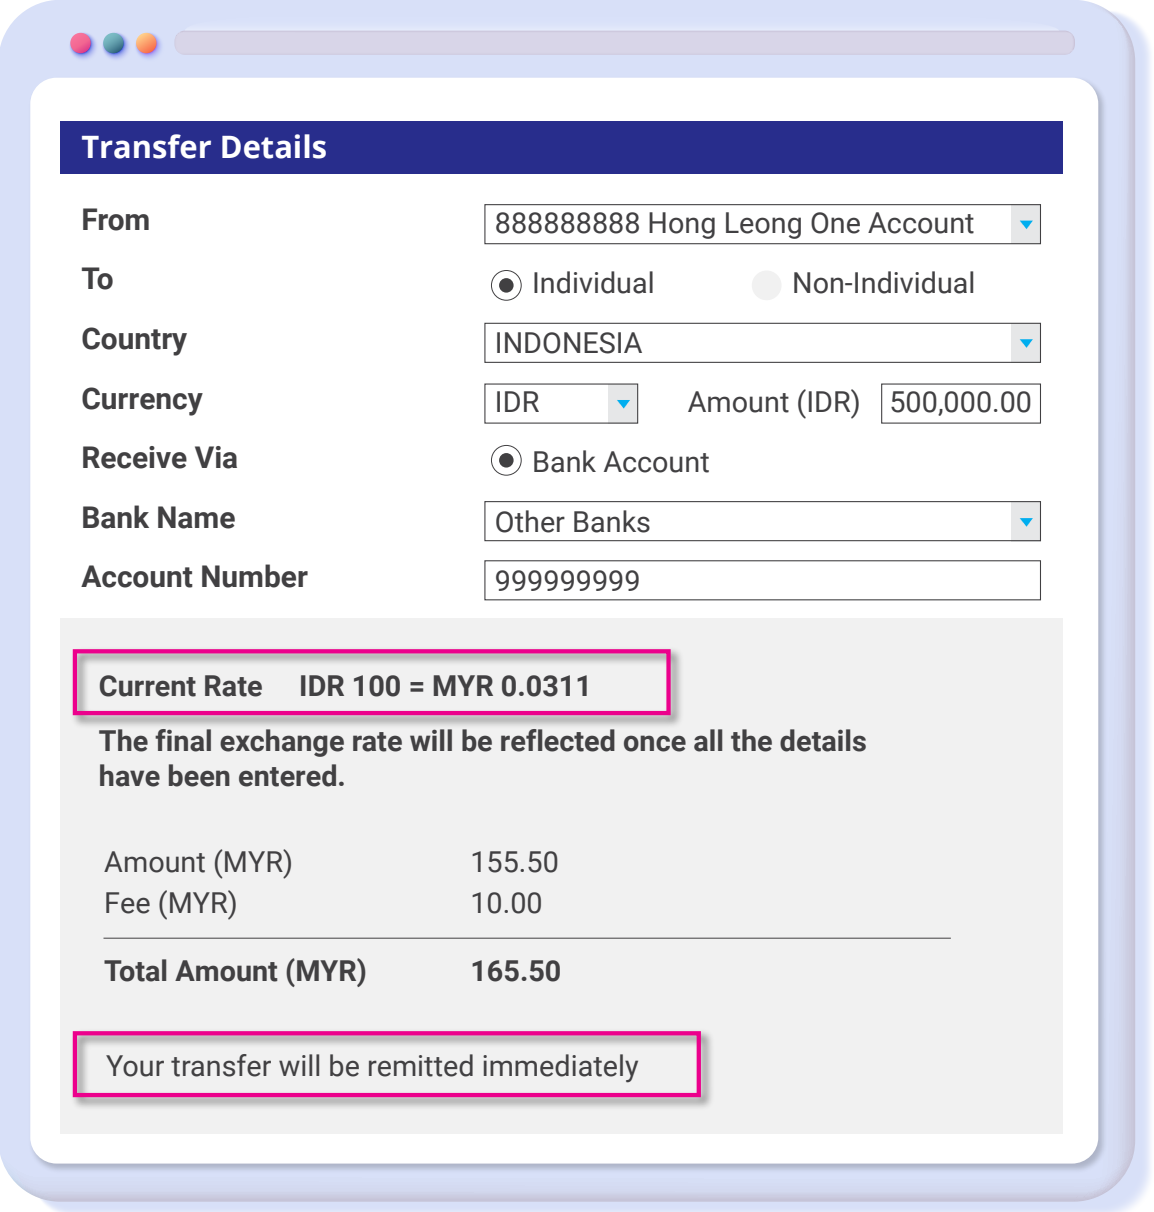 Transfer Details
From 888888888 Hong Leong One Account
To Individual Non-Individual
Country INDONESIA
Currency IDR Amount (IDR) 500,000.00
Receive Via Bank Account
Bank Name Other Banks
Account Number 999999999
Current Rate IDR 100 = MYR 0.0311
The final exchange rate will be reflected once all the details
have been entered.
Amount (MYR) 155.50
Fee (MYR) 10.00
Total Amount (MYR) 165.50
Your transfer will be remitted immediately